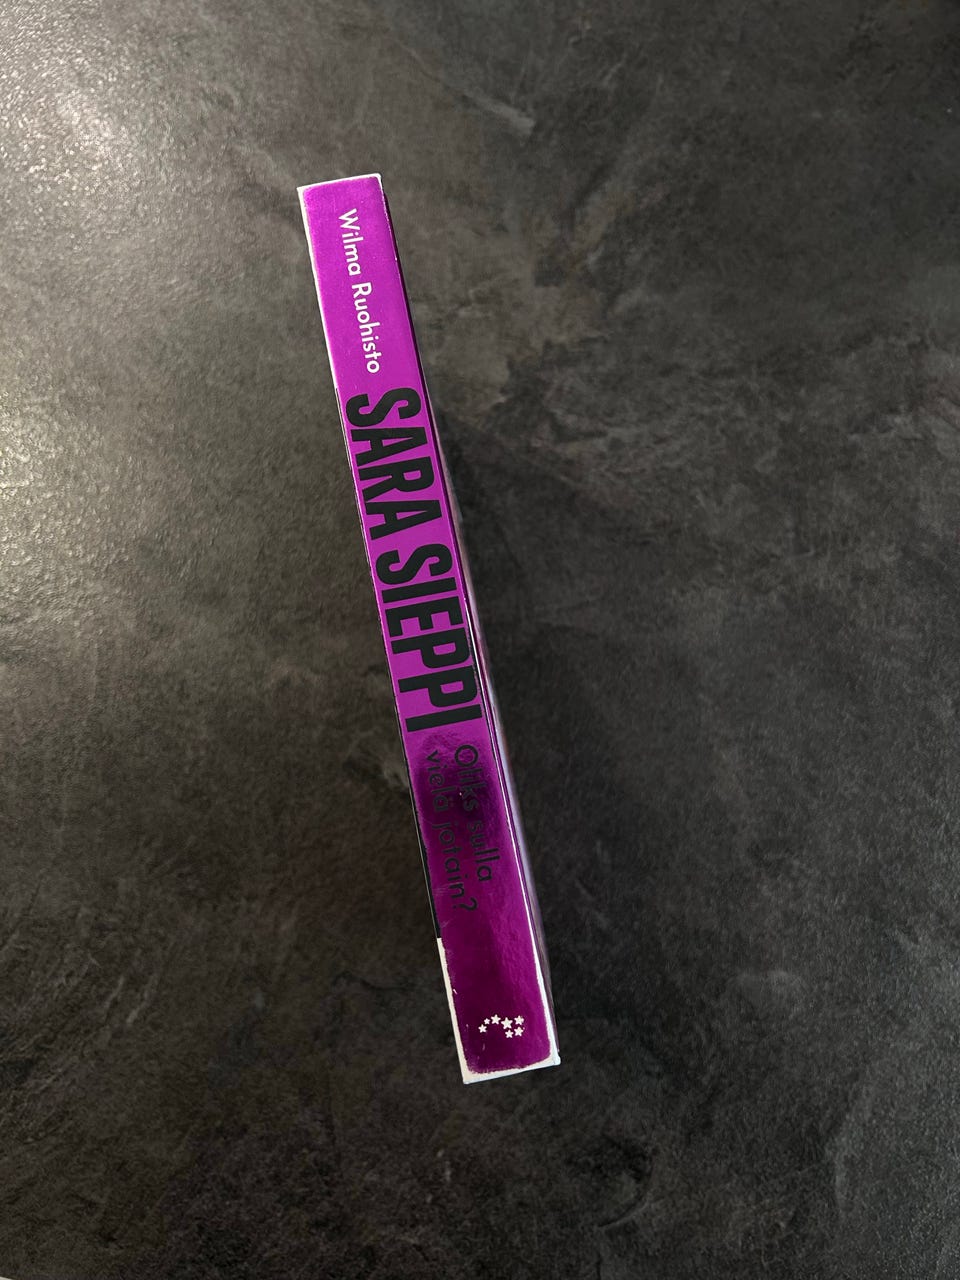 Wilma Ruohisto
SARA SIEPPI
Oliks sulla
vielä jotain?